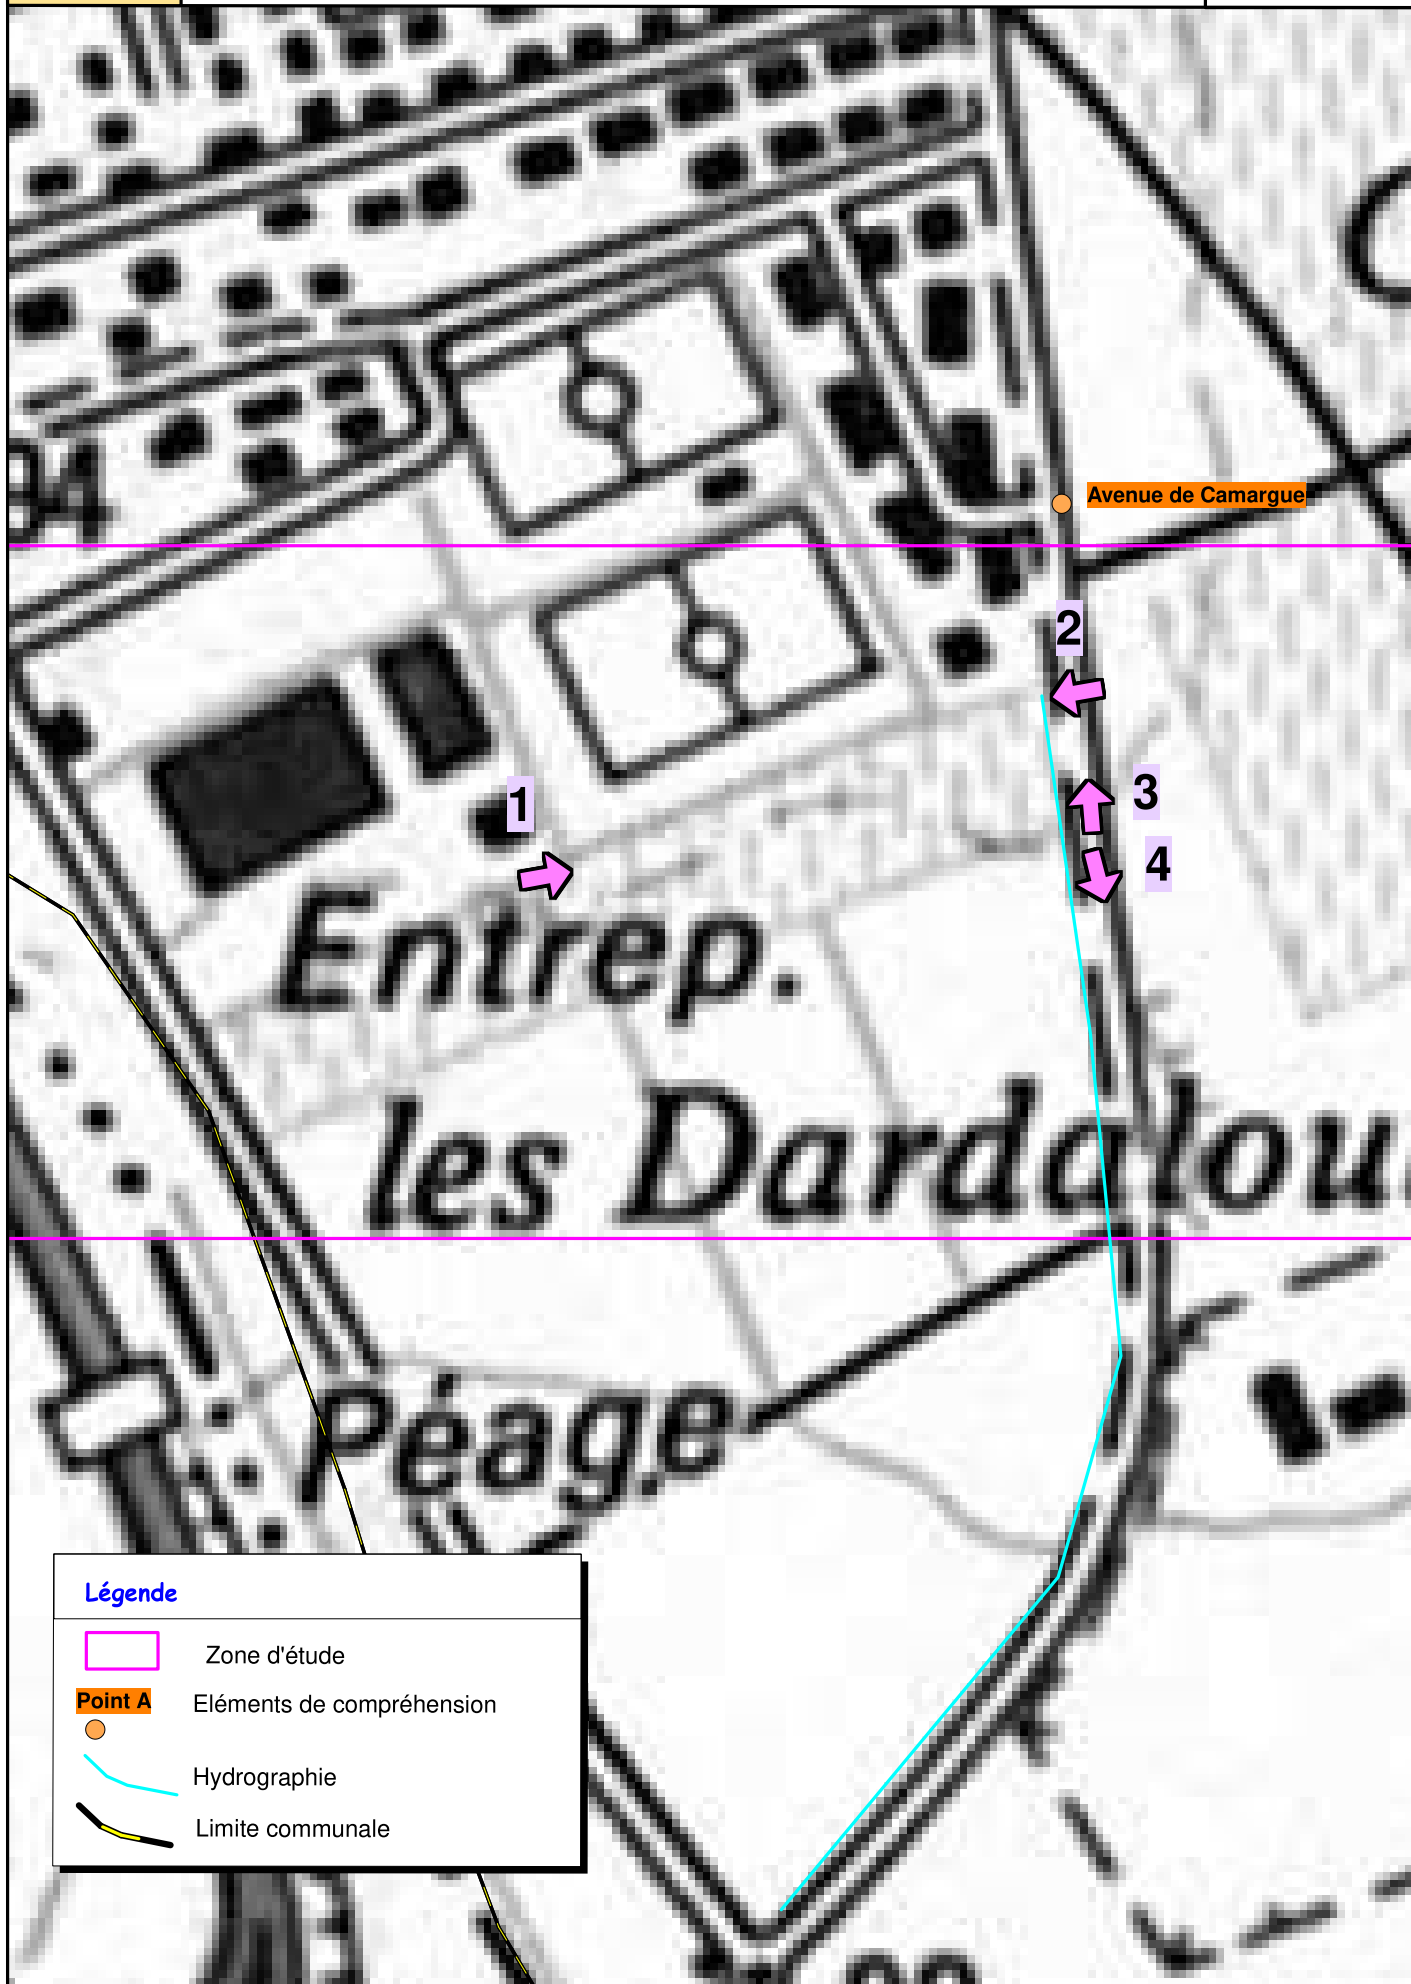 Avenue de Camargue
2
1
3
4
Entrep.
les Dardalou
Péage
Légende
Zone d'étude
Point A
Eléments de compréhension
Hydrographie
Limite communale